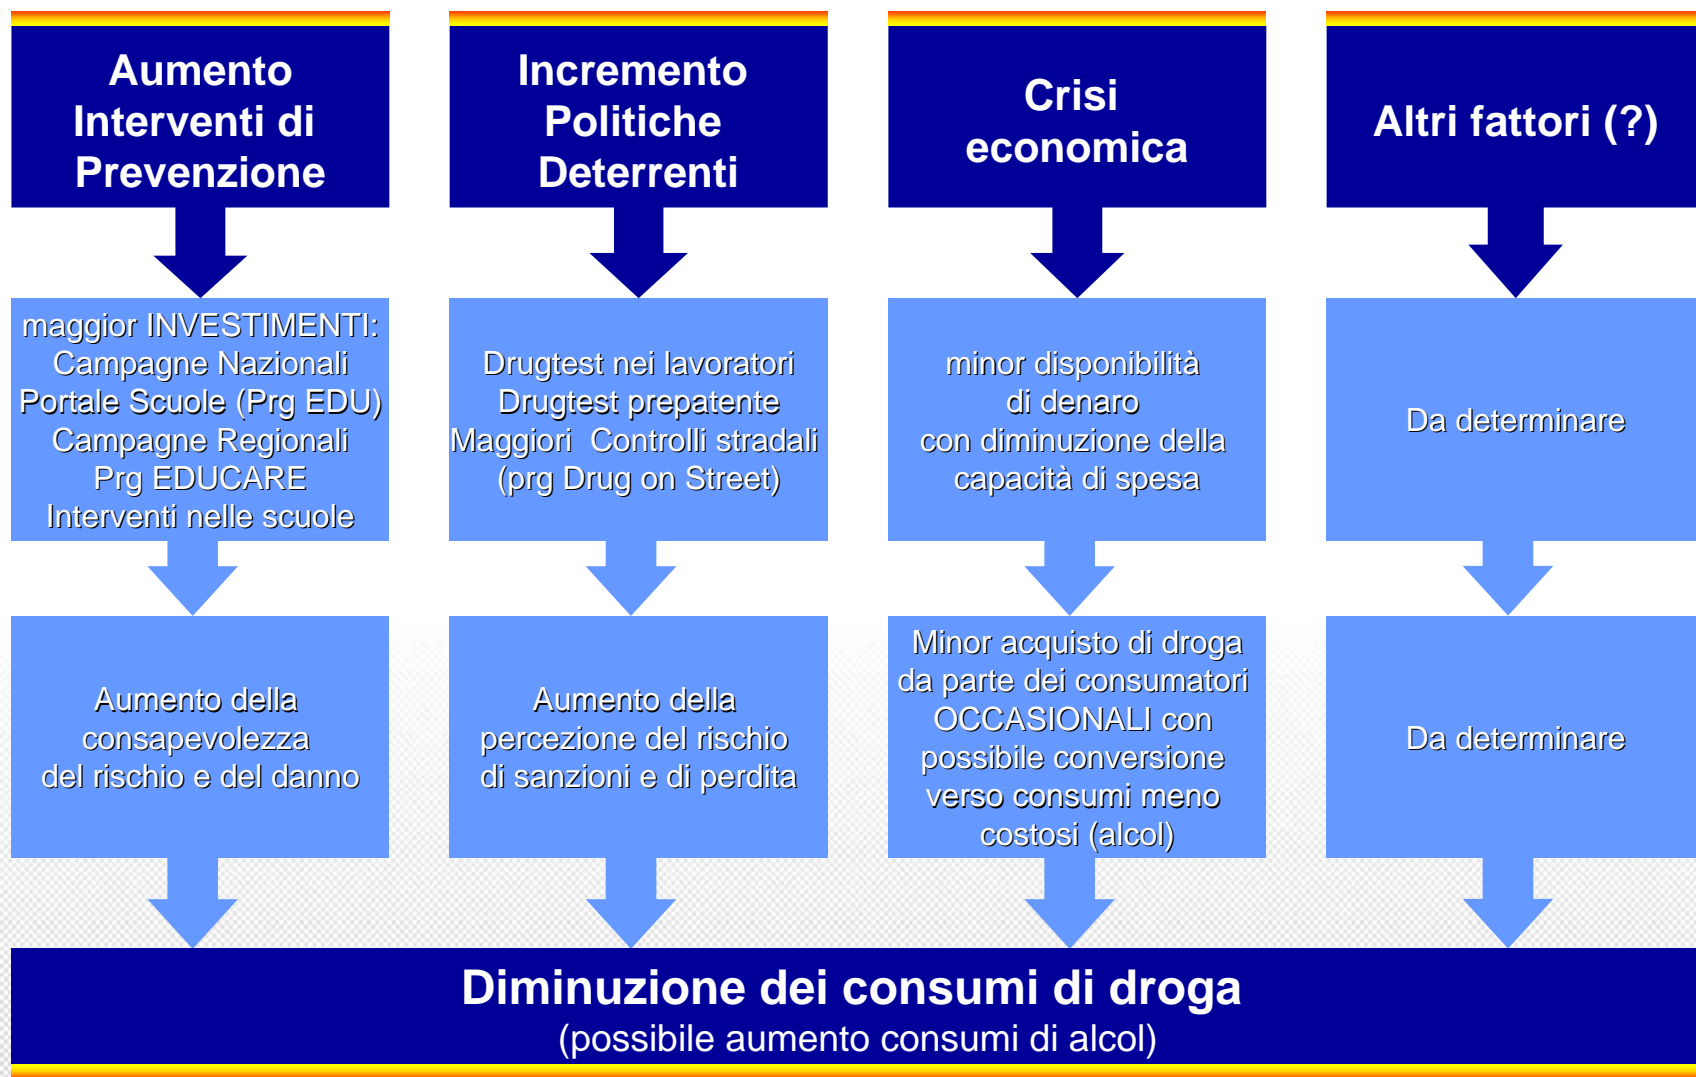 Aumento
Interventi di
Prevenzione
Incremento
Politiche
Deterrenti
Crisi
economica
Altri fattori (?)
maggior INVESTIMENTI:
Campagne Nazionali
Portale Scuole (Prg EDU)
Campagne Regionali
Prg EDUCARE
Interventi nelle scuole
Drugtest nei lavoratori
Drugtest prepatente
Maggiori Controlli stradali
(prg Drug on Street)
minor disponibilità
di denaro
con diminuzione della
capacità di spesa
Da determinare
Aumento della
consapevolezza
del rischio e del danno
Aumento della
percezione del rischio
di sanzioni e di perdita
Minor acquisto di droga
da parte dei consumatori
OCCASIONALI con
possibile conversione
verso consumi meno
costosi (alcol)
Da determinare
Diminuzione dei consumi di droga
(possibile aumento consumi di alcol)